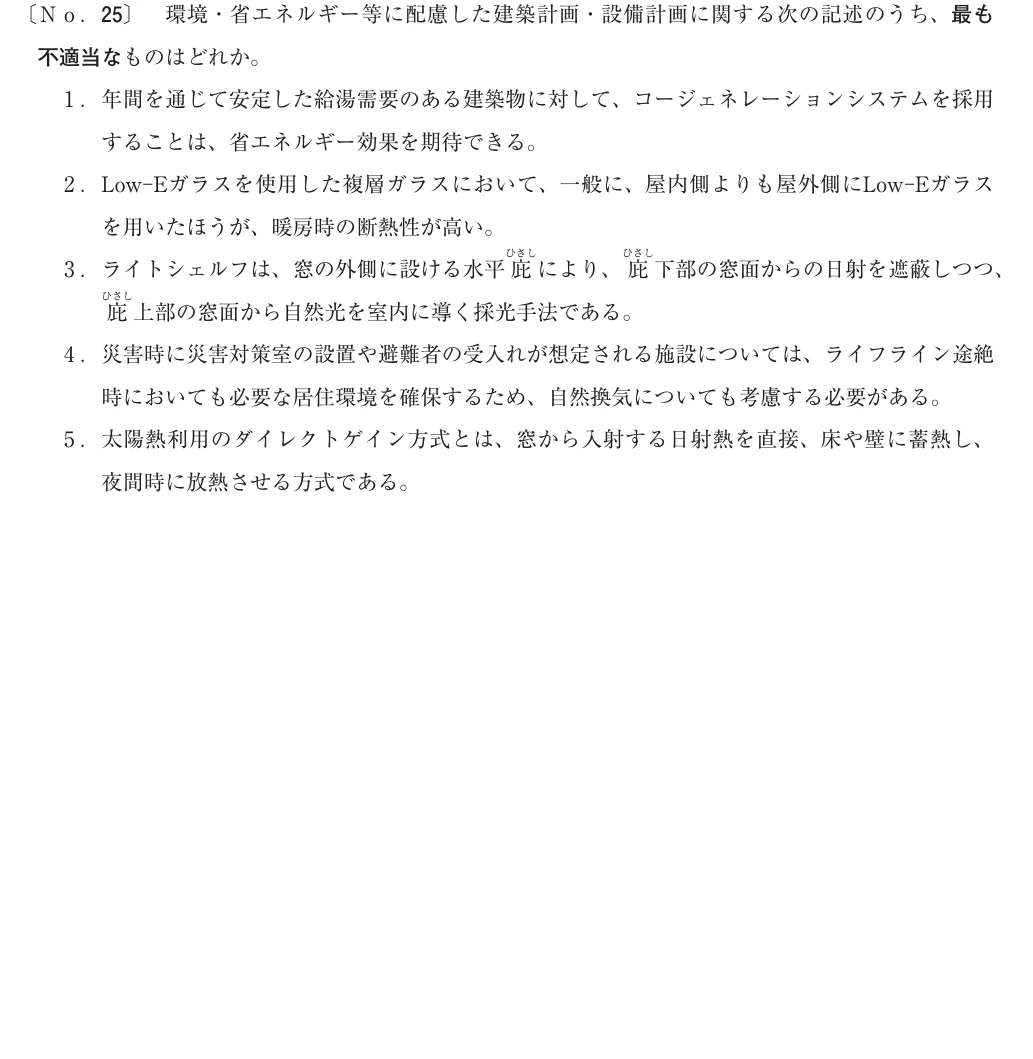 〔Ｎｏ．25〕　環境・省エネルギー等に配慮した建築計画・設備計画に関する次の記述のうち、最も
不適当なものはどれか。
１．年間を通じて安定した給湯需要のある建築物に対して、コージェネレーションシステムを採用
することは、省エネルギー効果を期待できる。
２．Low-Eガラスを使用した複層ガラスにおいて、一般に、屋内側よりも屋外側にLow-Eガラス
を用いたほうが、暖房時の断熱性が高い。
ひさし　ひさし
３．ライトシェルフは、窓の外側に設ける水平庇により、庇下部の窓面からの日射を遮蔽しつつ、
ひさし
庇上部の窓面から自然光を室内に導く採光手法である。
４．災害時に災害対策室の設置や避難者の受入れが想定される施設については、ライフライン途絶
時においても必要な居住環境を確保するため、自然換気についても考慮する必要がある。
５．太陽熱利用のダイレクトゲイン方式とは、窓から入射する日射熱を直接、床や壁に蓄熱し、
夜間時に放熱させる方式である。